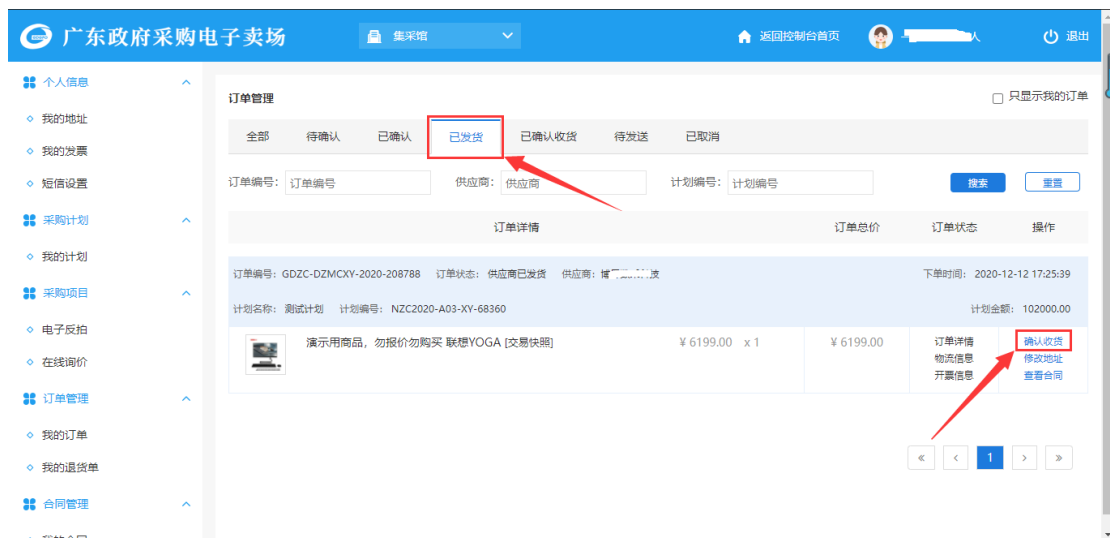 广东政府采购电子卖场
集采馆
返回控制台首页
人
退出
个人信息
我的地址
我的发票
短信设置
采购计划
我的计划
采购项目
电子反拍
在线询价
订单管理
我的订单
我的退货单
合同管理
订单管理
只显示我的订单
全部 待确认 已确认 已发货 已确认收货 待发送 已取消
订单编号: 订单编号 供应商: 供应商 计划编号: 计划编号 搜索 重置
订单详情 订单总价 订单状态 操作
订单编号: GDZC-DZMCXY-2020-208788 订单状态: 供应商已发货 供应商: 下单时间: 2020-12-12 17:25:39
计划名称: 测试计划 计划编号: NZC2020-A03-XY-68360 计划金额: 102000.00
演示用商品，勿报价勿购买 联想YOGA [交易快照] ¥ 6199.00 x 1 ¥ 6199.00 订单详情 确认收货
物流信息 修改地址
开票信息 查看合同
« < 1 > »